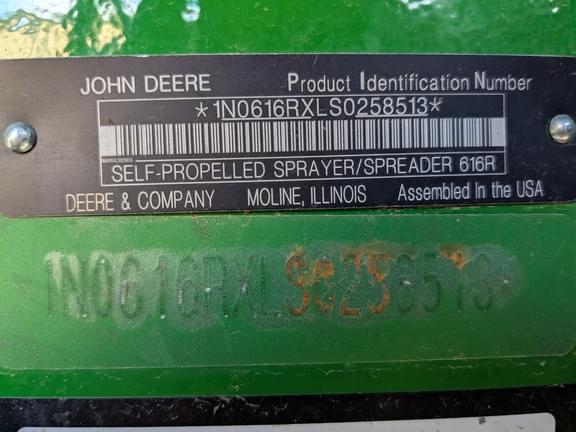 JOHN DEERE Product Identification Number
*1N0616RXLS0258513*
SELF-PROPELLED SPRAYER/SPREADER 616R
DEERE & COMPANY MOLINE, ILLINOIS Assembled In the USA
1N0616RXLS0258513